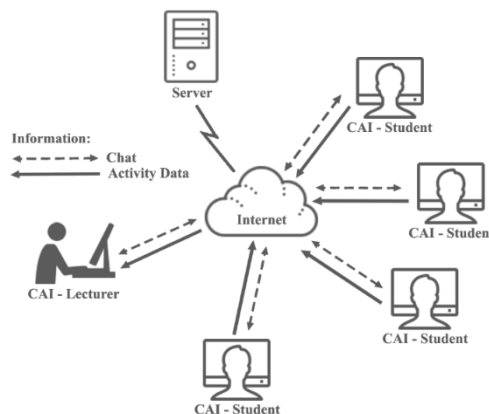 Server
CAI - Student
Information:
Chat
Activity Data
Internet
CAI - Studen
CAI - Lecturer
CAI - Student
CAI - Student